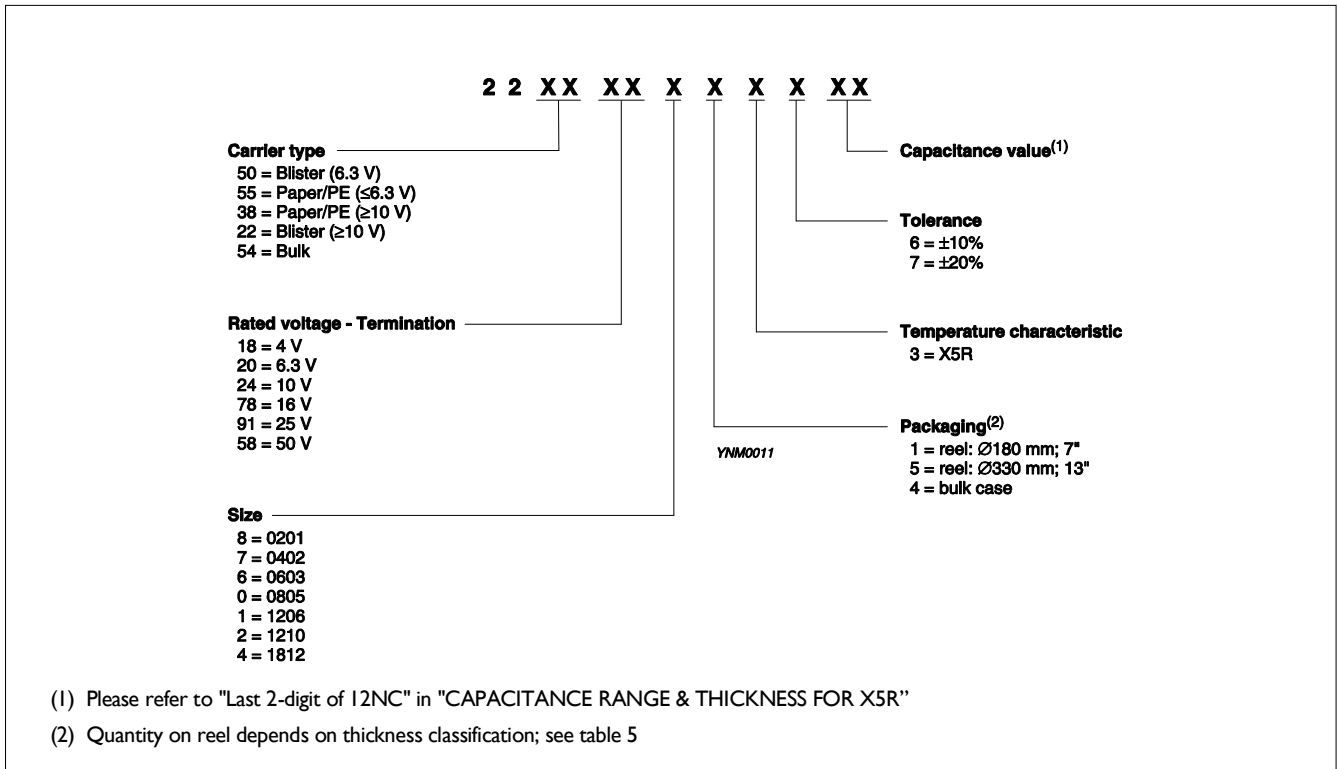 2 2 X X X X X X X X X X
Carrier type
50 = Blister (6.3 V)
55 = Paper/PE (≤6.3 V)
38 = Paper/PE (≥10 V)
22 = Blister (≥10 V)
54 = Bulk
Rated voltage - Termination
18 = 4 V
20 = 6.3 V
24 = 10 V
78 = 16 V
91 = 25 V
58 = 50 V
Size
8 = 0201
7 = 0402
6 = 0603
0 = 0805
1 = 1206
2 = 1210
4 = 1812
Capacitance value(1)
Tolerance
6 = ±10%
7 = ±20%
Temperature characteristic
3 = X5R
Packaging(2)
1 = reel: Ø180 mm; 7"
5 = reel: Ø330 mm; 13"
4 = bulk case
YNM0011
(1) Please refer to "Last 2-digit of 12NC" in "CAPACITANCE RANGE & THICKNESS FOR X5R”
(2) Quantity on reel depends on thickness classification; see table 5